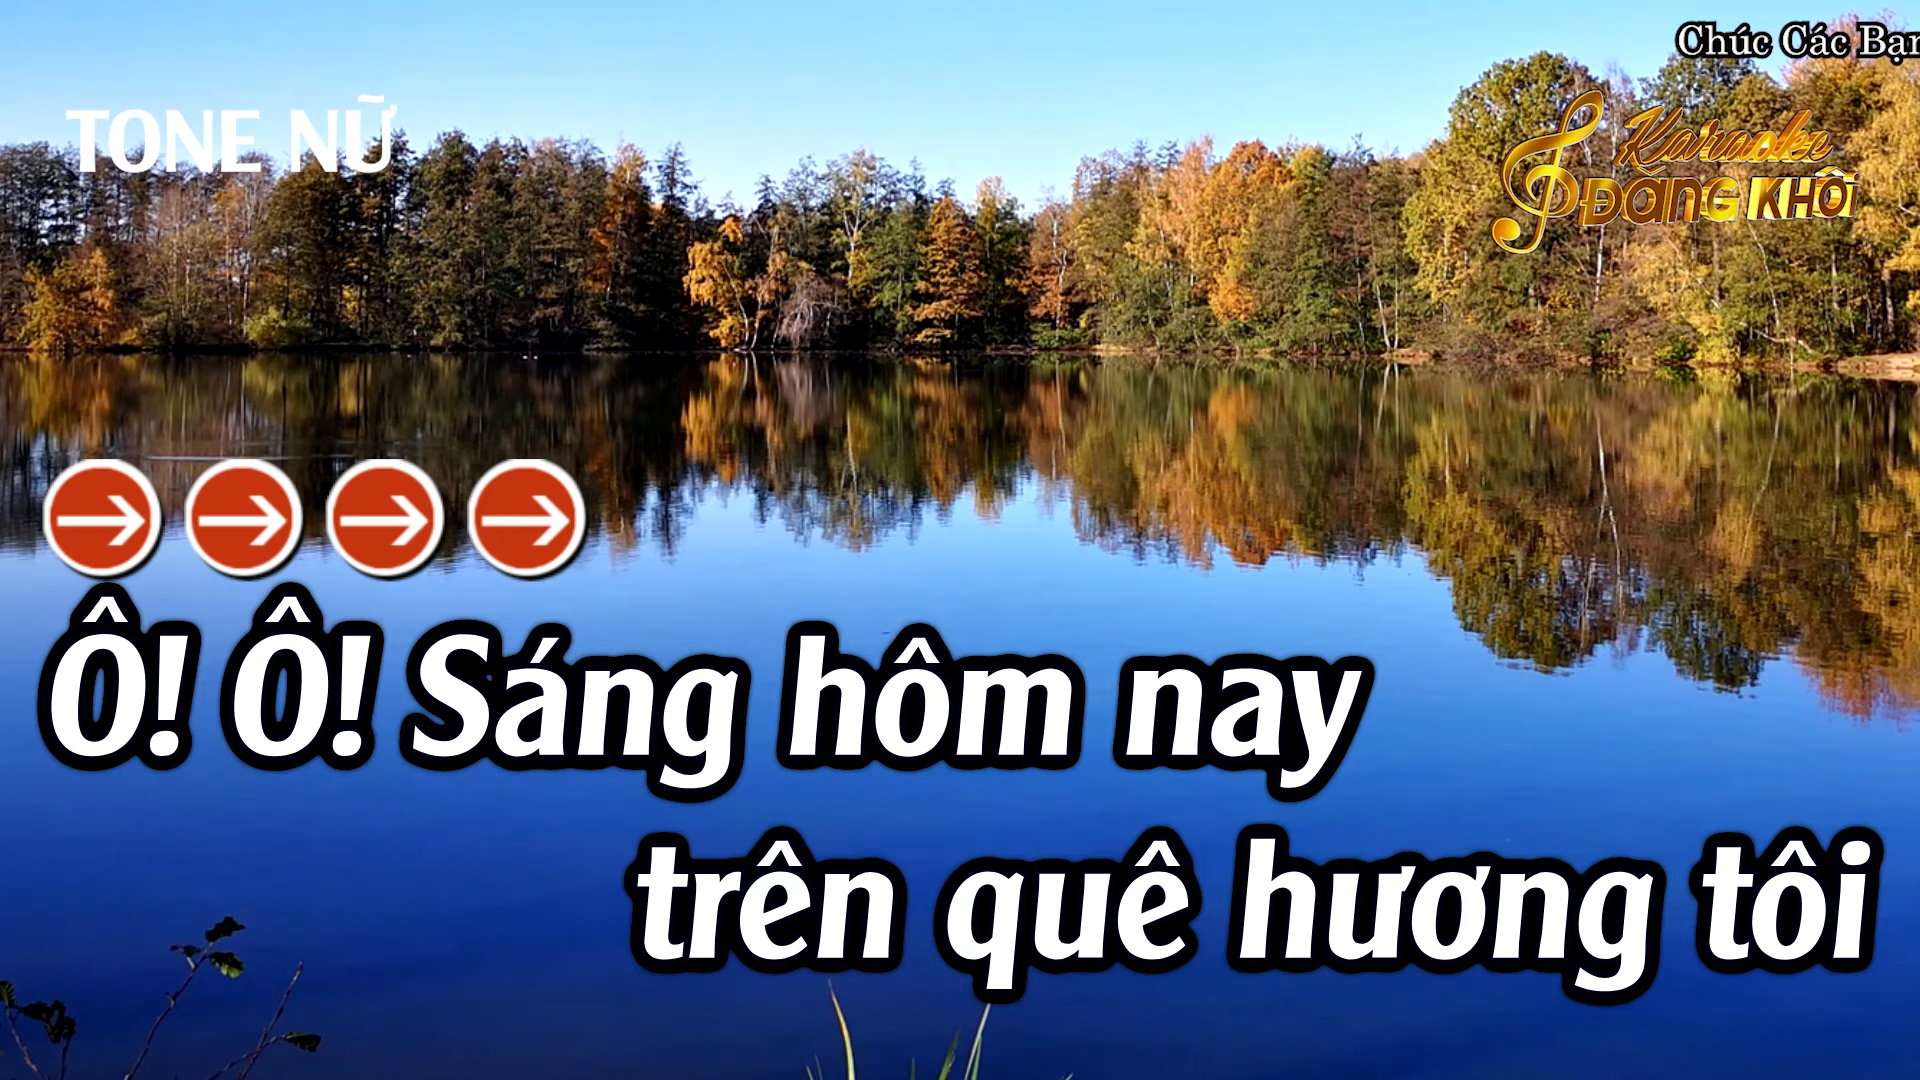 Chúc Các Bạn
TONE NỮ
Karaoke
ĐĂNG KHÔI
Ô! Ô! Sáng hôm nay
trên quê hương tôi